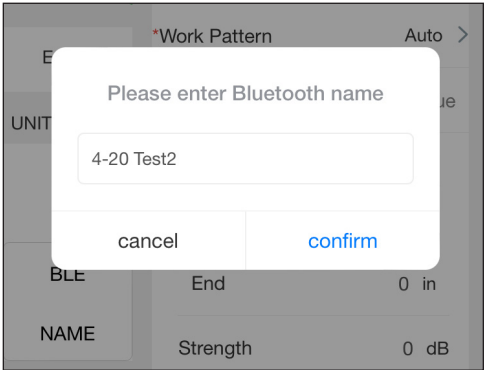 *Work Pattern Auto >
Please enter Bluetooth name
UNIT
4-20 Test2
cancel confirm
BLE
End 0 in
NAME
Strength 0 dB